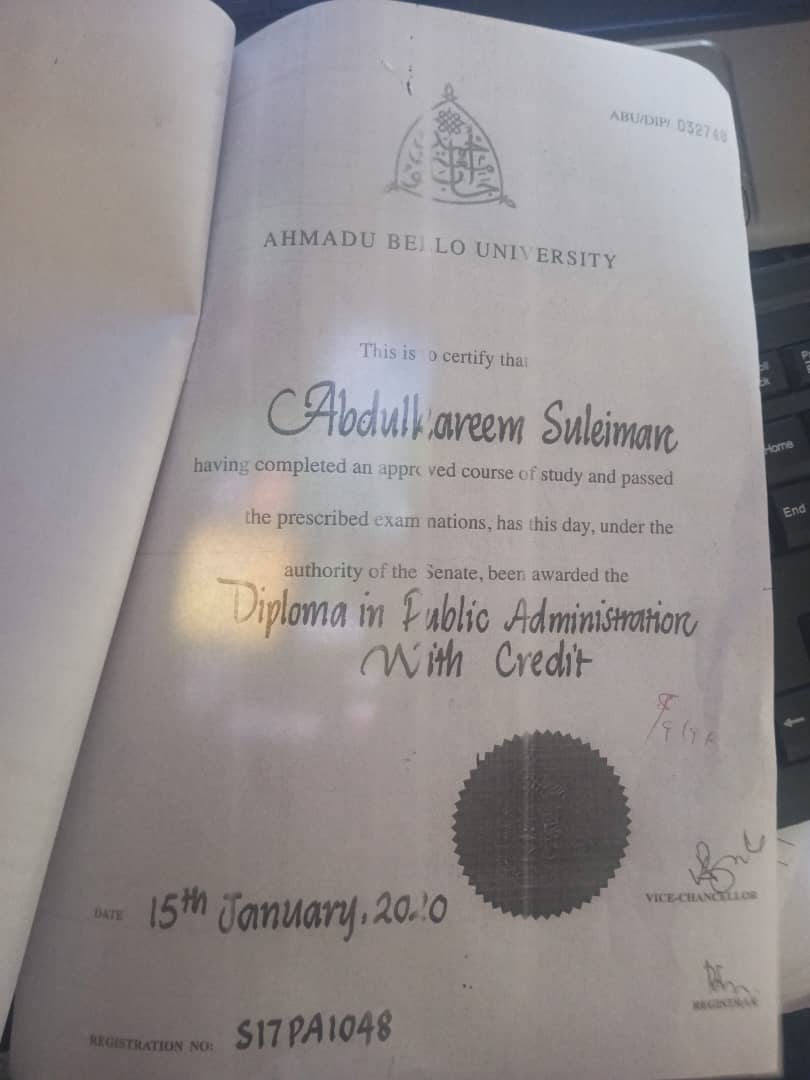 ABU/DIP/ 032748
AHMADU BELLO UNIVERSITY
This is to certify that
Abdulkareem Suleiman
having completed an approved course of study and passed
the prescribed examinations, has this day, under the
authority of the Senate, been awarded the
Diploma in Public Administration
With Credit
VICE-CHANCELLOR
DATE 15th January, 2020
REGISTRAR
REGISTRATION NO: S17PA1048
Home
End